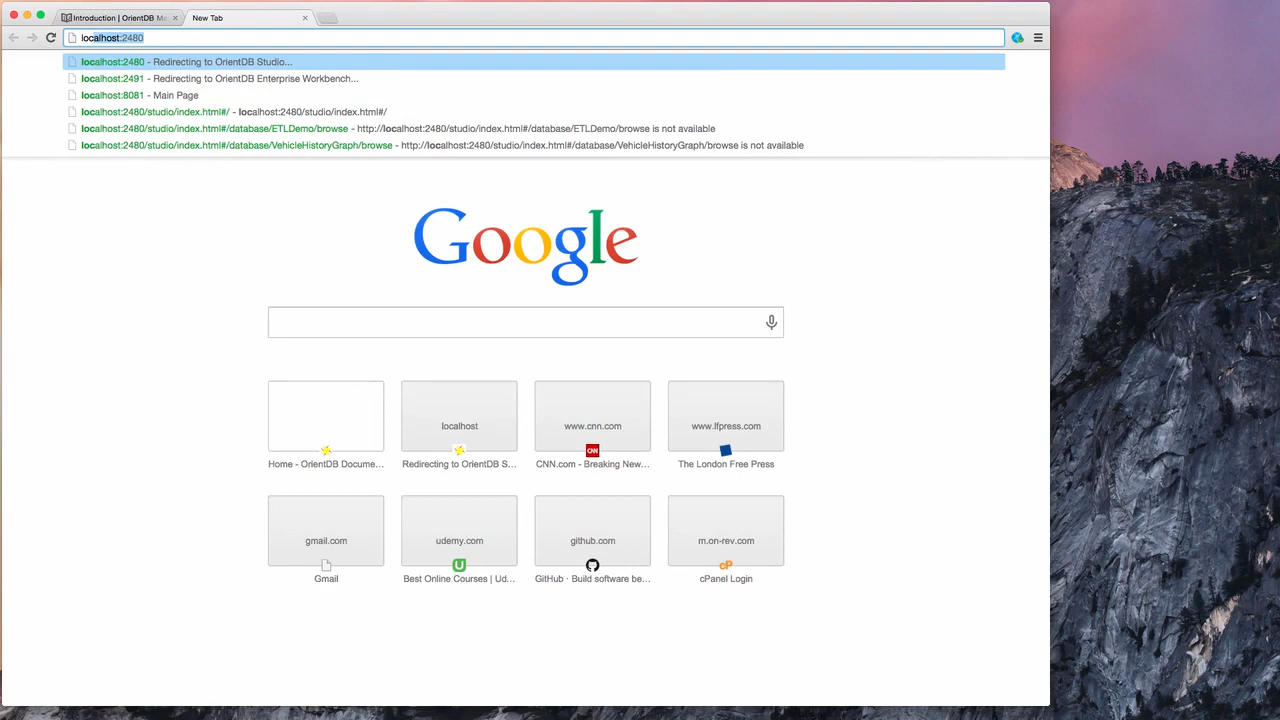 Introduction | OrientDB Ma
New Tab
localhost:2480
localhost:2480 - Redirecting to OrientDB Studio...
localhost:2491 - Redirecting to OrientDB Enterprise Workbench...
localhost:8081 - Main Page
localhost:2480/studio/index.html#/ - localhost:2480/studio/index.html#/
localhost:2480/studio/index.html#/database/ETLDemo/browse - http://localhost:2480/studio/index.html#/database/ETLDemo/browse is not available
localhost:2480/studio/index.html#/database/VehicleHistoryGraph/browse - http://localhost:2480/studio/index.html#/database/VehicleHistoryGraph/browse is not available
Google
localhost www.cnn.com www.lfpress.com
CNN
Home - OrientDB Docume... Redirecting to OrientDB S... CNN.com - Breaking New... The London Free Press
gmail.com udemy.com github.com m.on-rev.com
U cP
Gmail Best Online Courses | Ud... GitHub · Build software be... cPanel Login